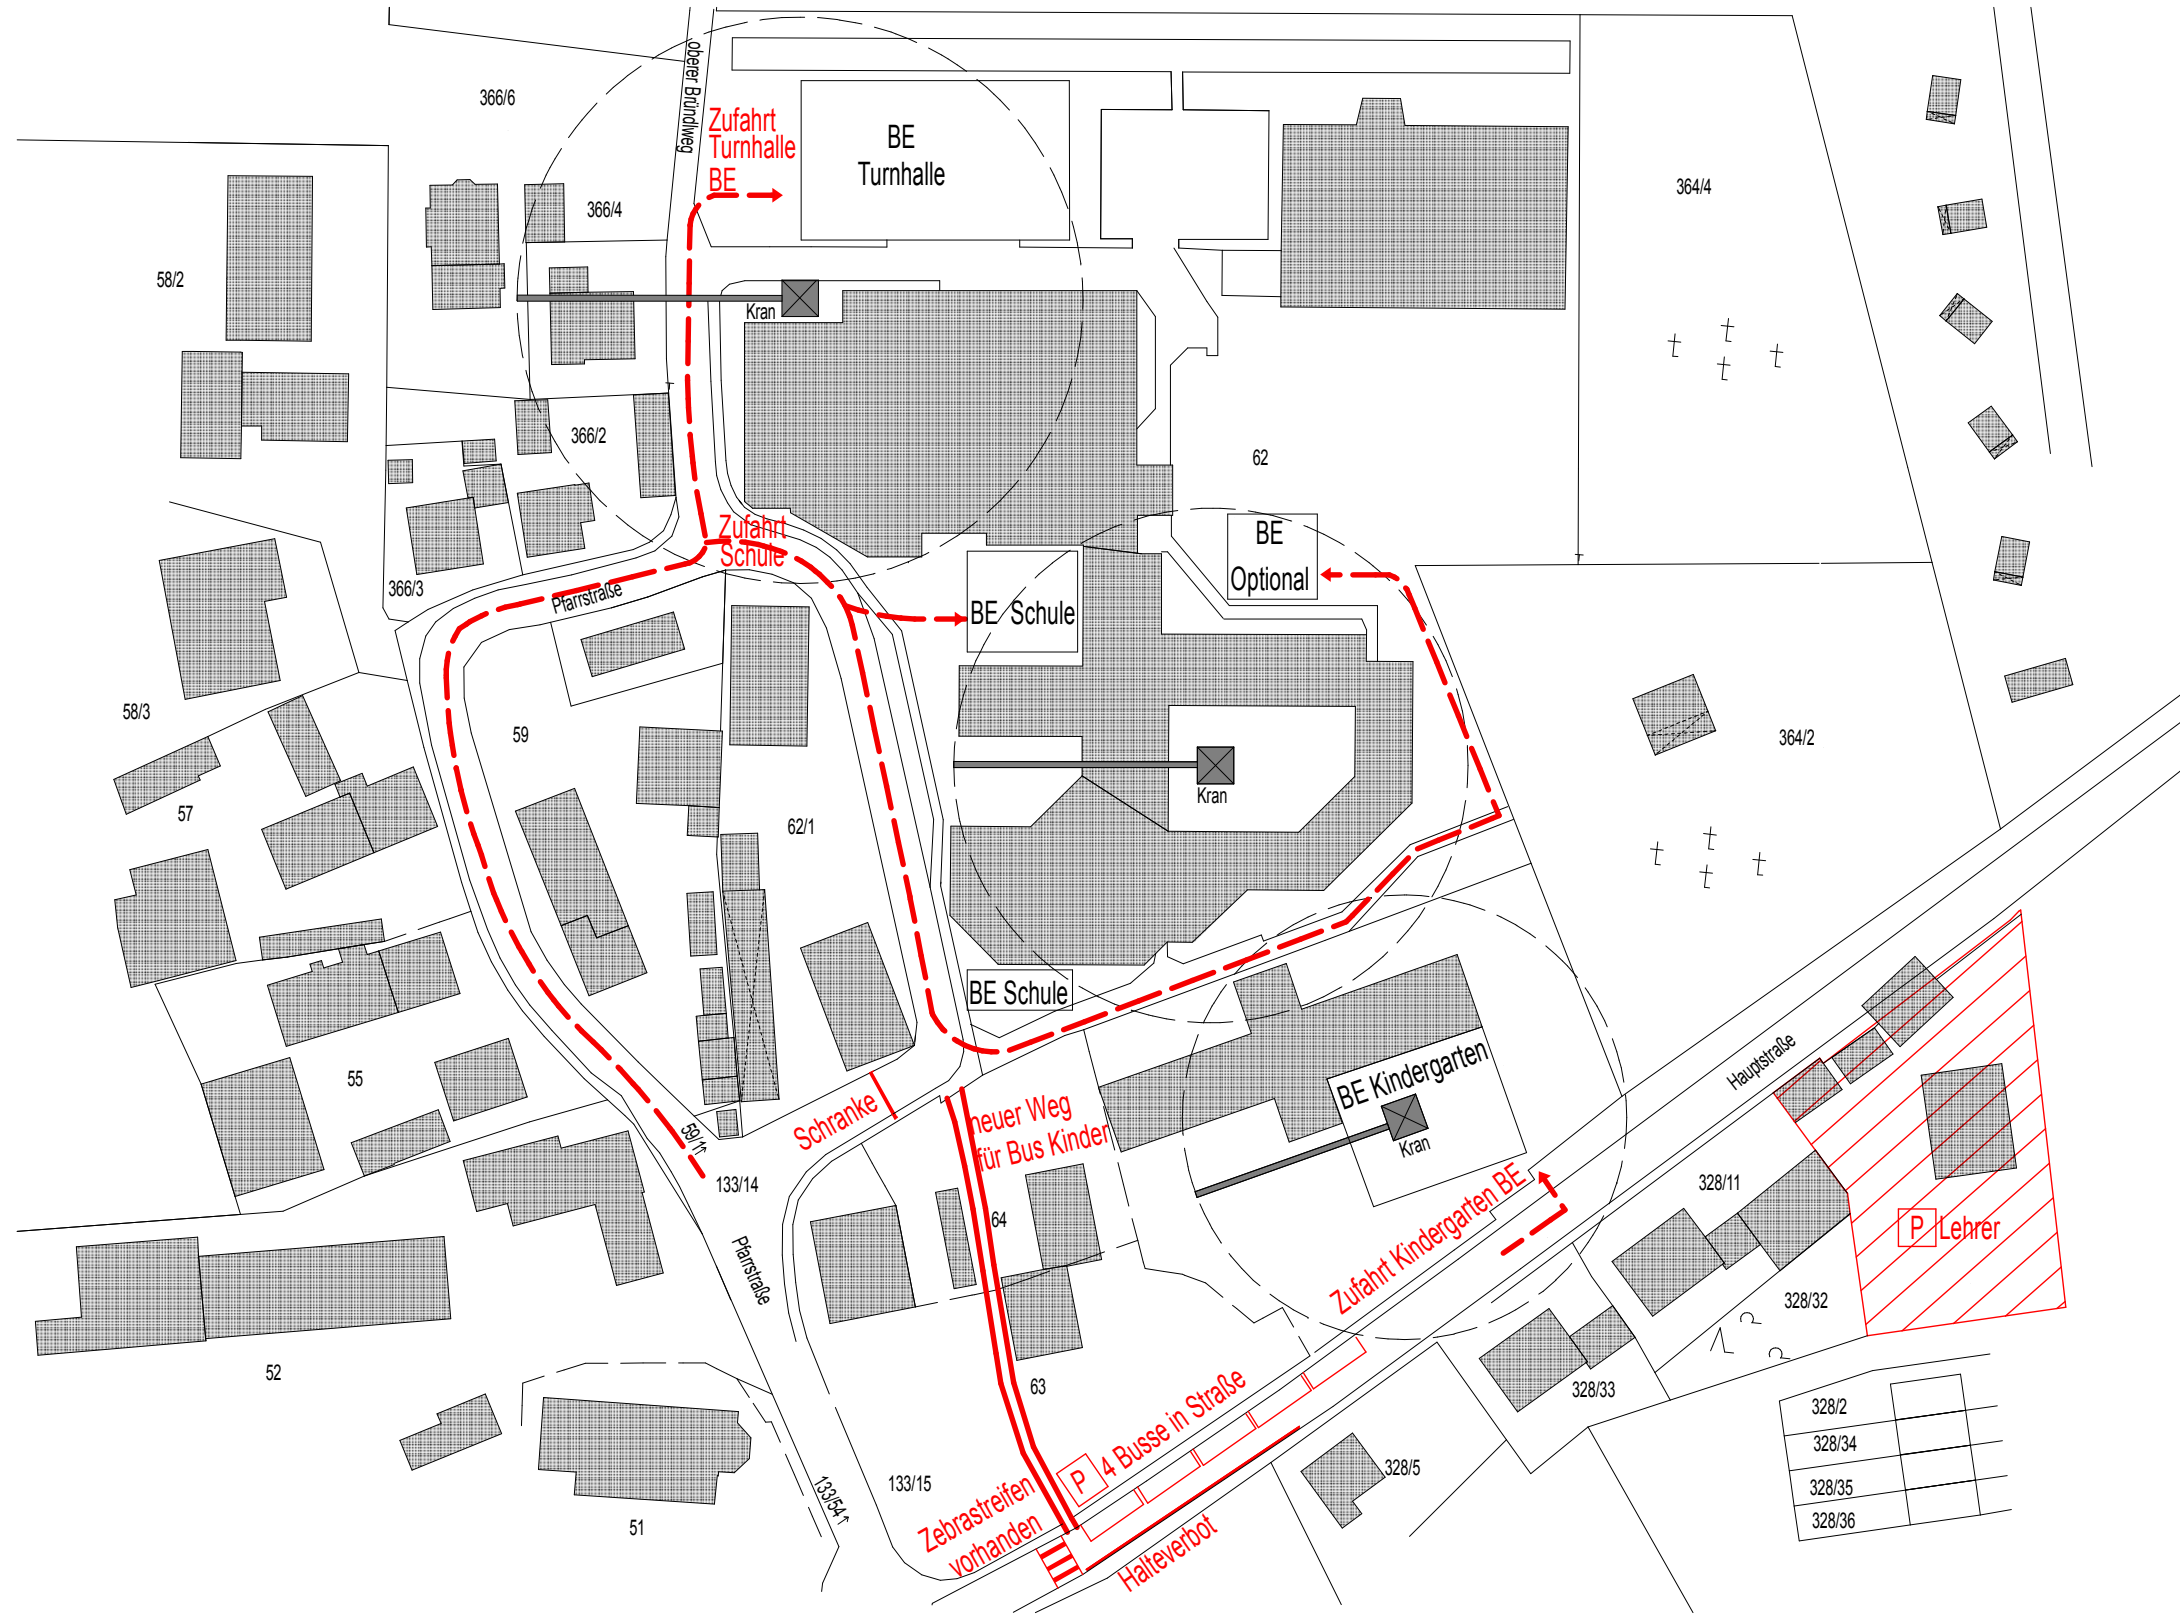 oberer Bründlweg
366/6
Zufahrt
Turnhalle
BE
BE
Turnhalle
364/4
366/4
58/2
Kran
366/2
62
Zufahrt
Schule
BE
Optional
366/3
Pfarrstraße
BE Schule
58/3
59
364/2
57
Kran
62/1
BE Schule
Hauptstraße
55
BE Kindergarten
Schranke
neuer Weg
für Bus Kinder
Kran
59/1
133/14
328/11
64
P
Lehrer
Pfarrstraße
Zufahrt Kindergarten BE
328/32
52
63
328/33
328/2
328/34
328/35
328/36
4 Busse in Straße
P
328/5
133/15
133/54
51
Zebrastreifen
vorhanden
Halteverbot